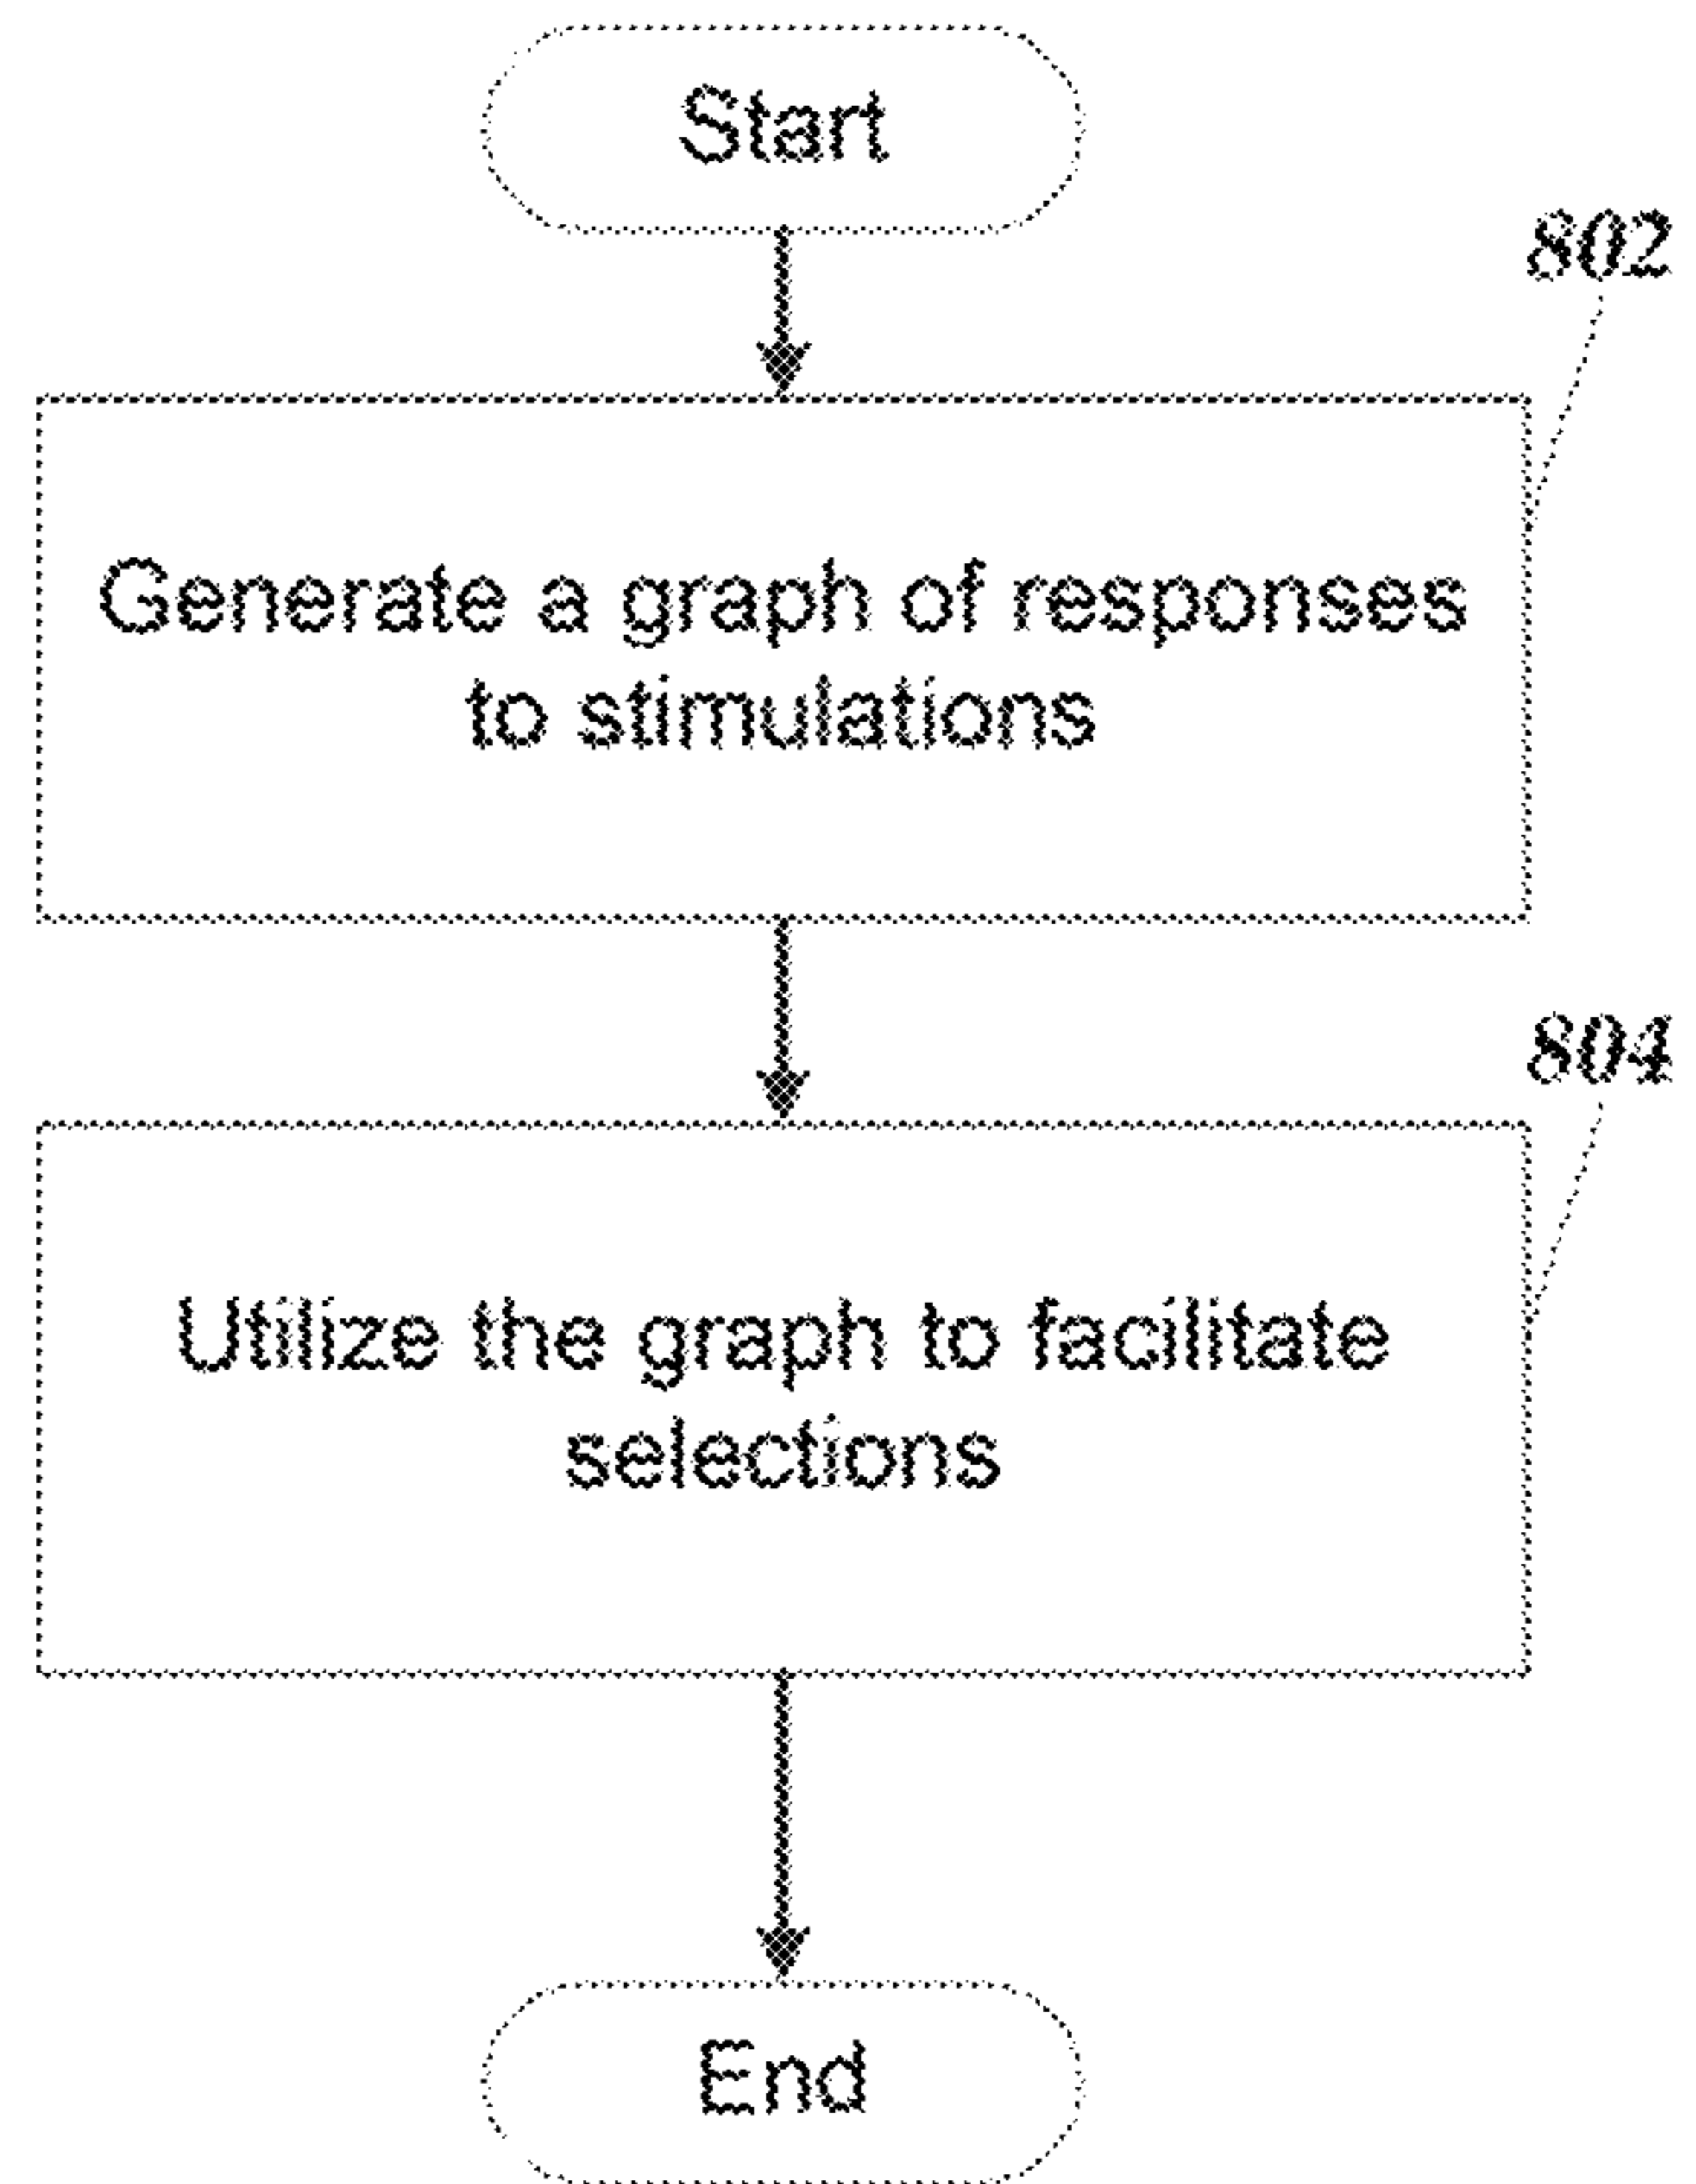 Start
802
Generate a graph of responses
to stimulations
804
Utilize the graph to facilitate
selections
End